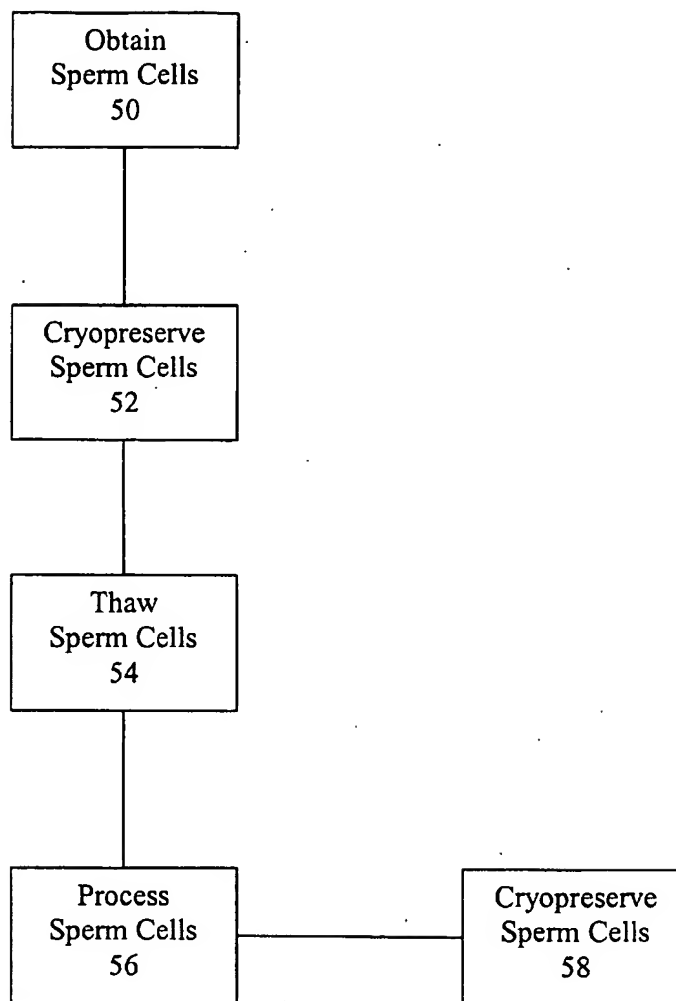 Obtain
Sperm Cells
50
Cryopreserve
Sperm Cells
52
Thaw
Sperm Cells
54
Process
Sperm Cells
56
Cryopreserve
Sperm Cells
58